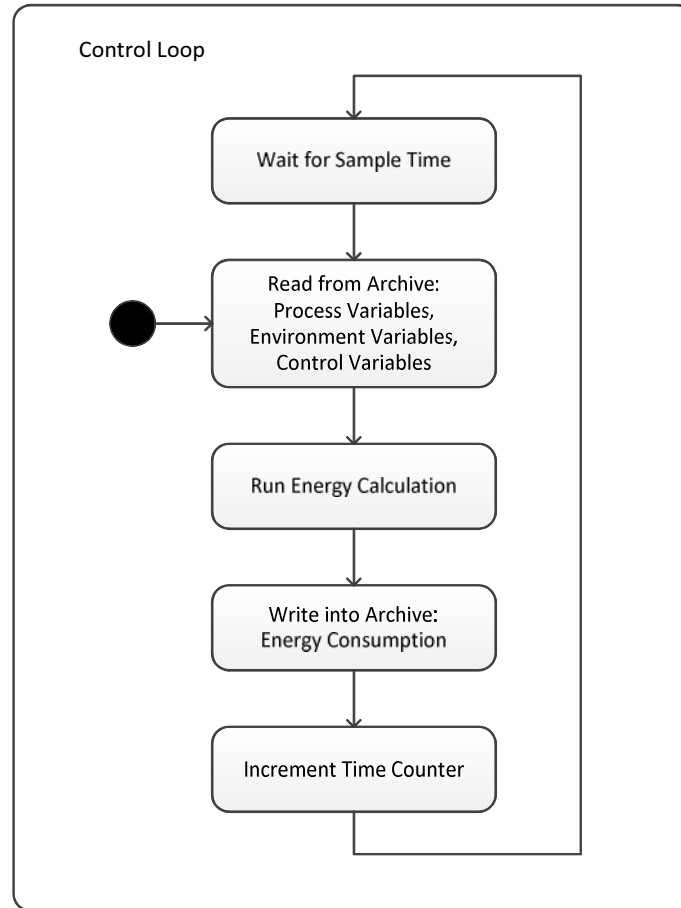 Control Loop
Wait for Sample Time
Read from Archive:
Process Variables,
Environment Variables,
Control Variables
Run Energy Calculation
Write into Archive:
Energy Consumption
Increment Time Counter